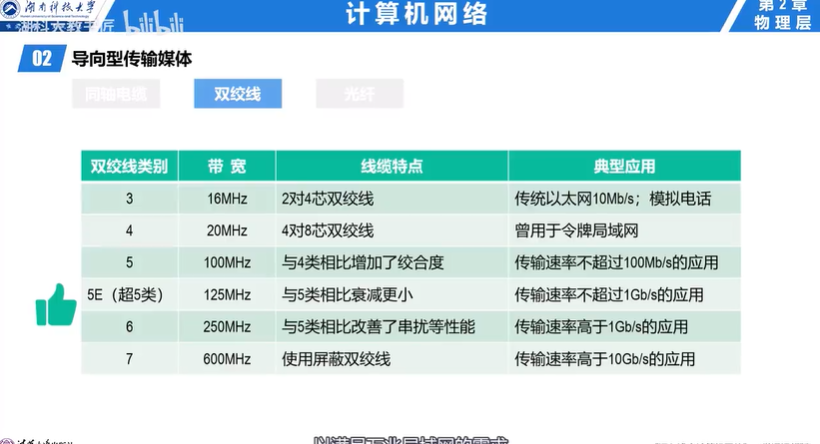 湖南科技大学
计算机网络
第2章
物理层
bilibili
02 导向型传输媒体
同轴电缆 双绞线 光纤
双绞线类别 带 宽 线缆特点 典型应用
3 16MHz 2对4芯双绞线 传统以太网10Mb/s；模拟电话
4 20MHz 4对8芯双绞线 曾用于令牌局域网
5 100MHz 与4类相比增加了绞合度 传输速率不超过100Mb/s的应用
5E（超5类） 125MHz 与5类相比衰减更小 传输速率不超过1Gb/s的应用
6 250MHz 与5类相比改善了串扰等性能 传输速率高于1Gb/s的应用
7 600MHz 使用屏蔽双绞线 传输速率高于10Gb/s的应用